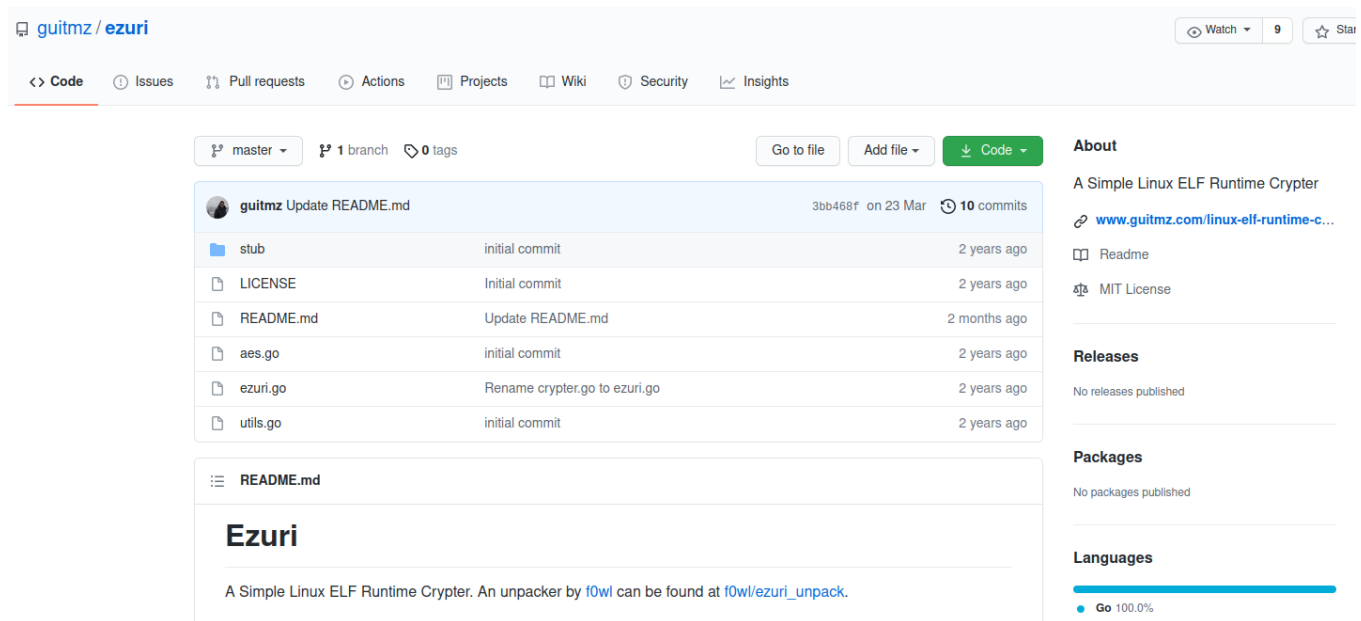 guitmz / ezuri
Watch 9 Star
Code Issues Pull requests Actions Projects Wiki Security Insights
master 1 branch 0 tags Go to file Add file Code
guitmz Update README.md 3bb468f on 23 Mar 10 commits
stub initial commit 2 years ago
LICENSE Initial commit 2 years ago
README.md Update README.md 2 months ago
aes.go initial commit 2 years ago
ezuri.go Rename crypter.go to ezuri.go 2 years ago
utils.go initial commit 2 years ago
README.md
Ezuri
A Simple Linux ELF Runtime Crypter. An unpacker by f0wl can be found at f0wl/ezuri_unpack.
About
A Simple Linux ELF Runtime Crypter
www.guitmz.com/linux-elf-runtime-c...
Readme
MIT License
Releases
No releases published
Packages
No packages published
Languages
Go 100.0%